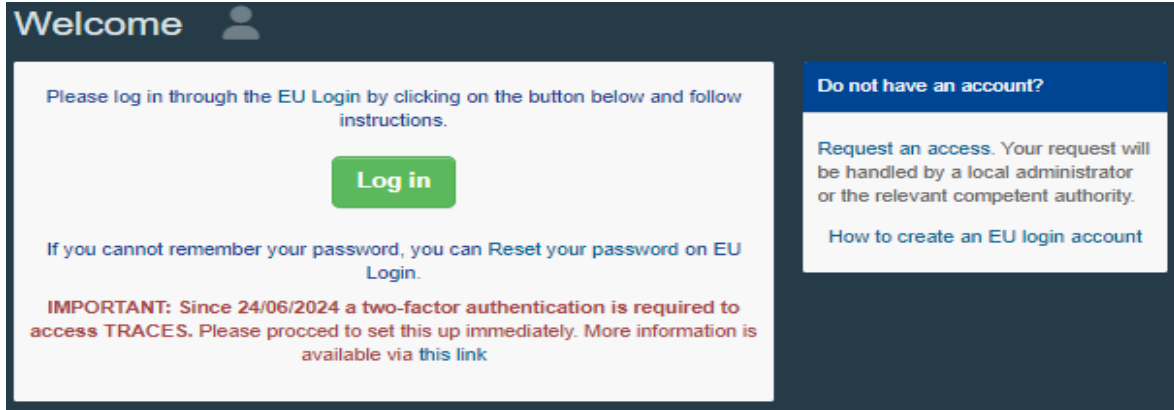 Welcome
Please log in through the EU Login by clicking on the button below and follow
instructions.
Log in
If you cannot remember your password, you can Reset your password on EU
Login.
IMPORTANT: Since 24/06/2024 a two-factor authentication is required to
access TRACES. Please procced to set this up immediately. More information is
available via this link
Do not have an account?
Request an access. Your request will
be handled by a local administrator
or the relevant competent authority.
How to create an EU login account